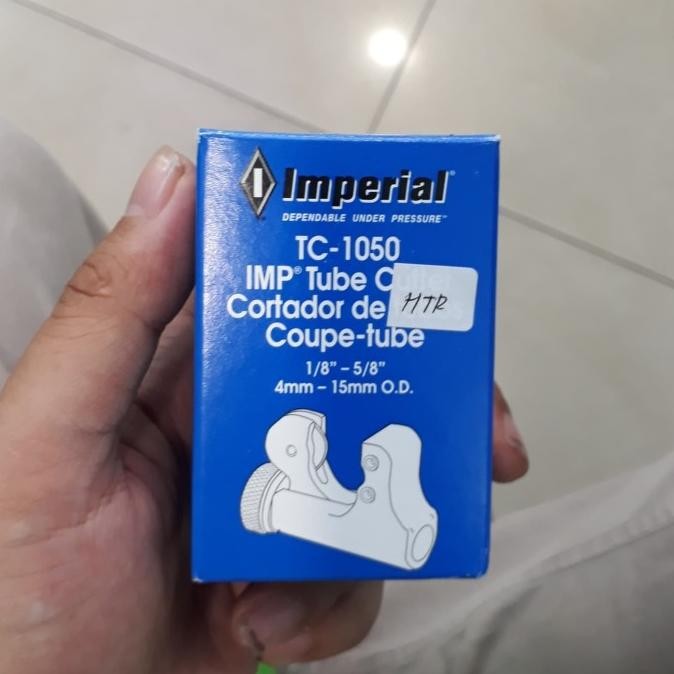 Imperial®
DEPENDABLE UNDER PRESSURE™
TC-1050
IMP® Tube
Cortador de
HTR
Coupe-tube
1/8" – 5/8"
4mm – 15mm O.D.